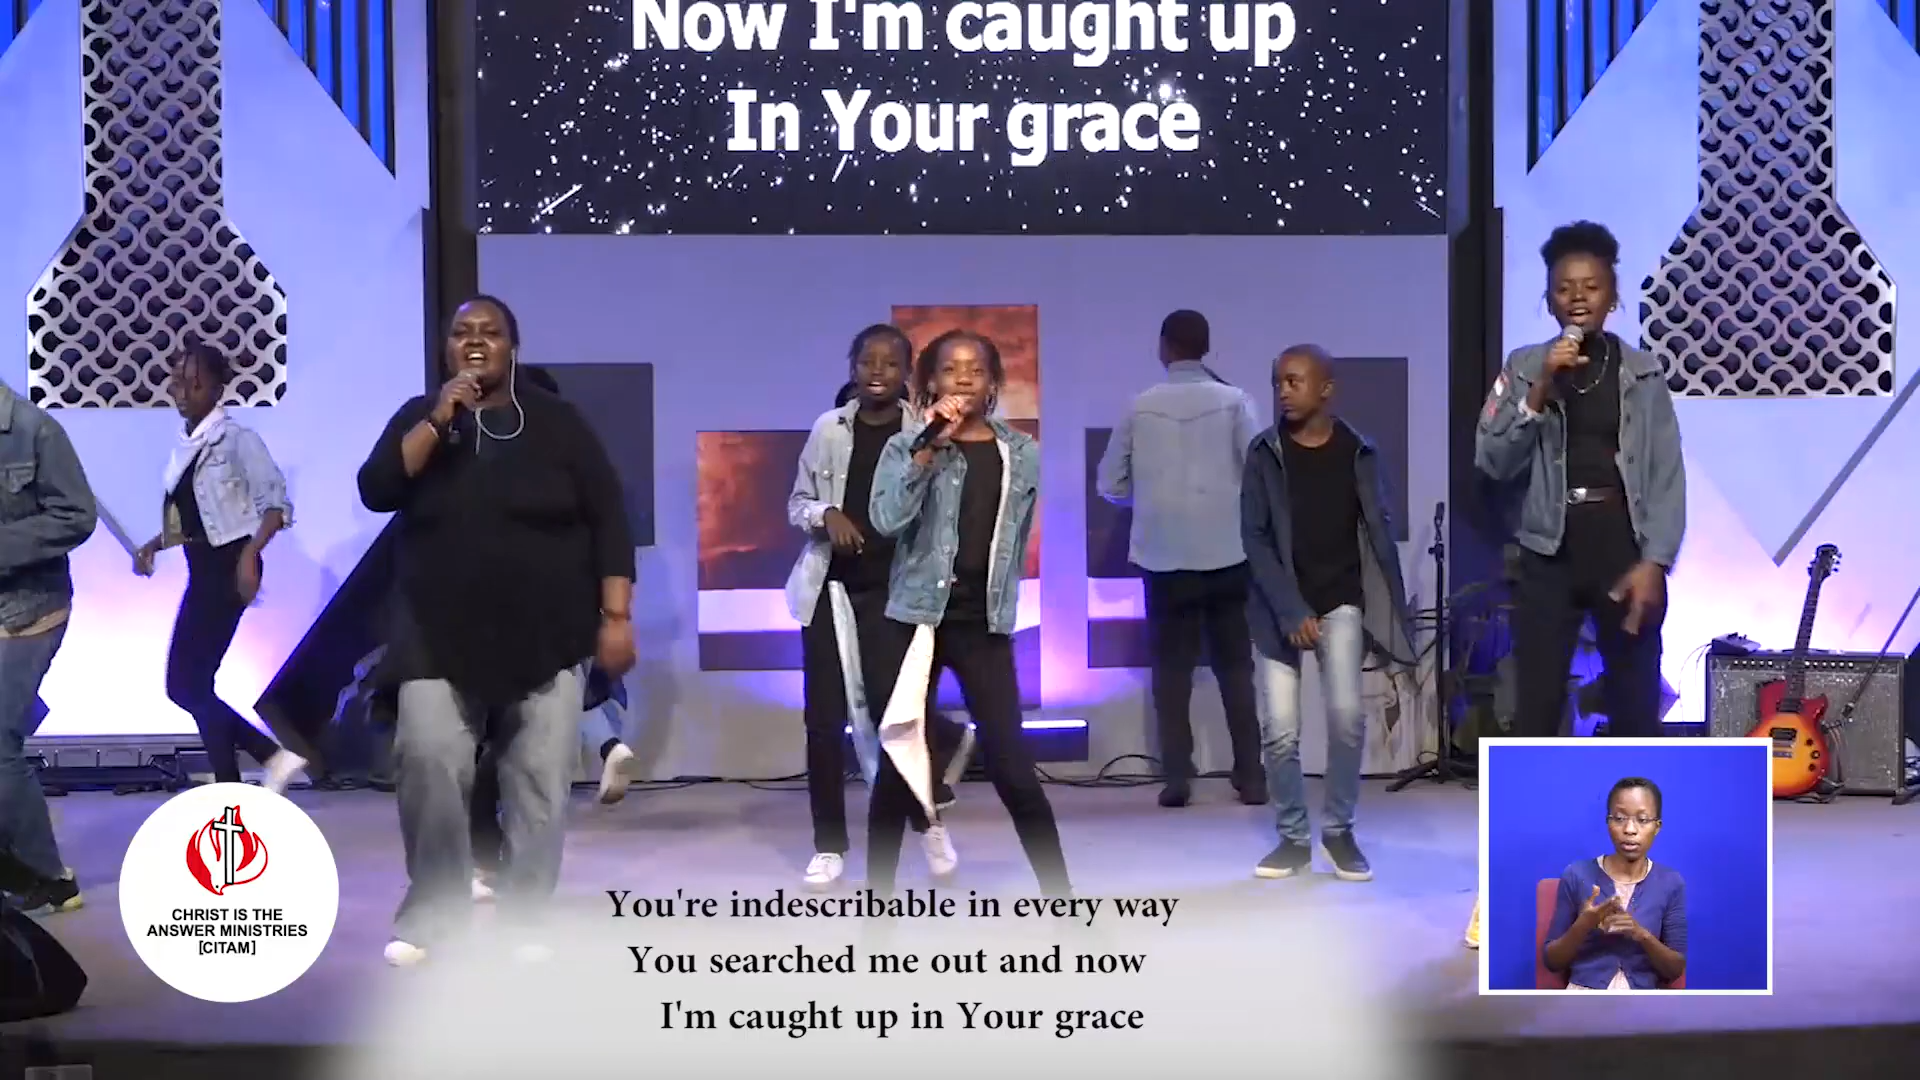 Now I'm caught up
In Your grace
CHRIST IS THE
ANSWER MINISTRIES
[CITAM]
You're indescribable in every way
You searched me out and now
I'm caught up in Your grace